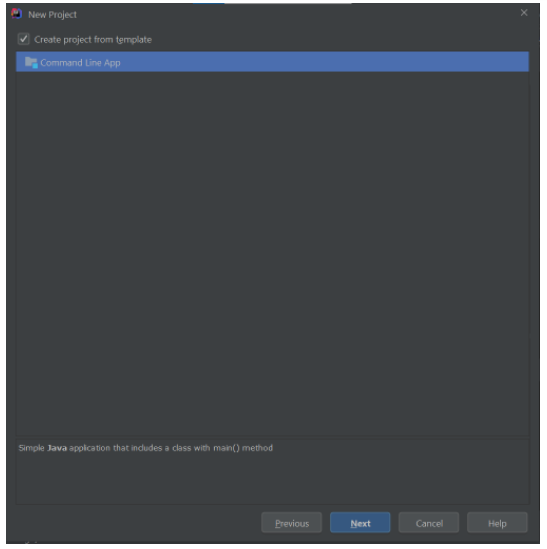 New Project
Create project from template
Command Line App
Simple Java application that includes a class with main() method
Previous
Next
Cancel
Help